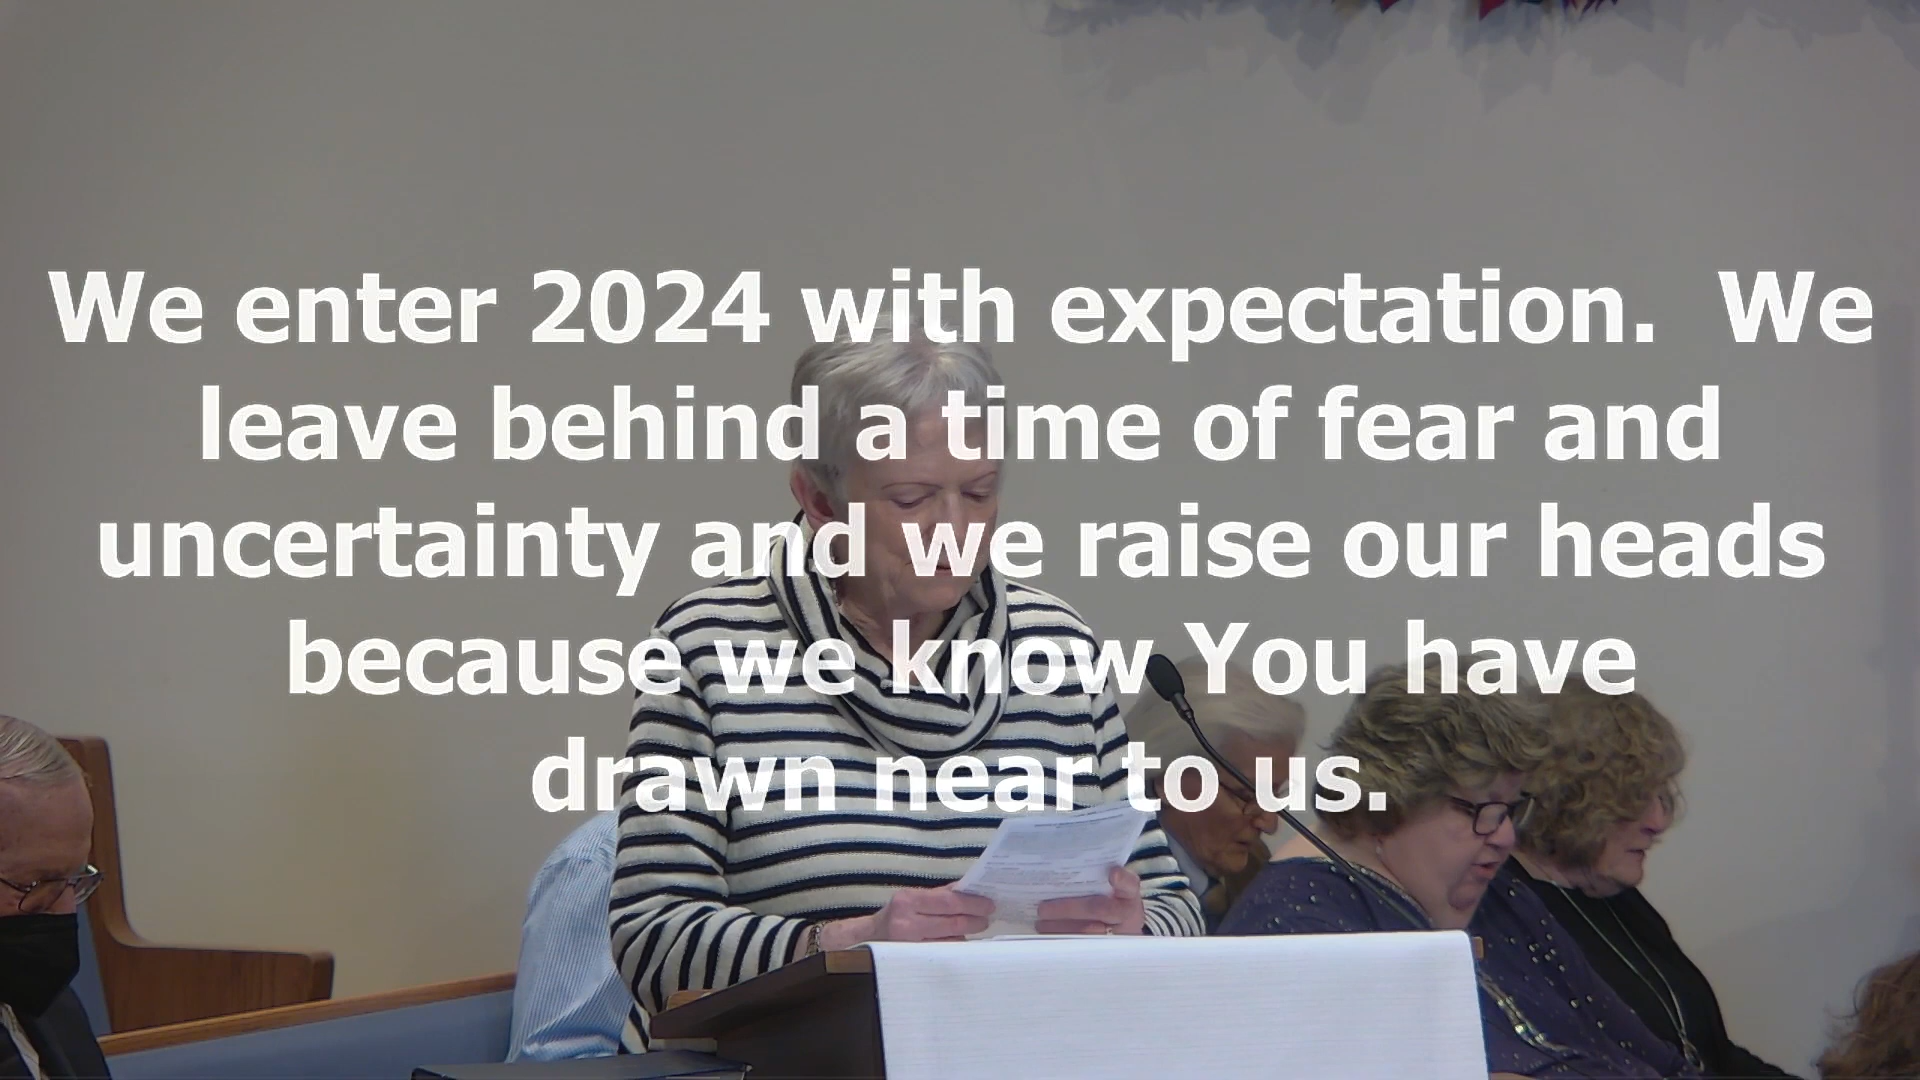 We enter 2024 with expectation.  We
leave behind a time of fear and
uncertainty and we raise our heads
because we know You have
drawn near to us.